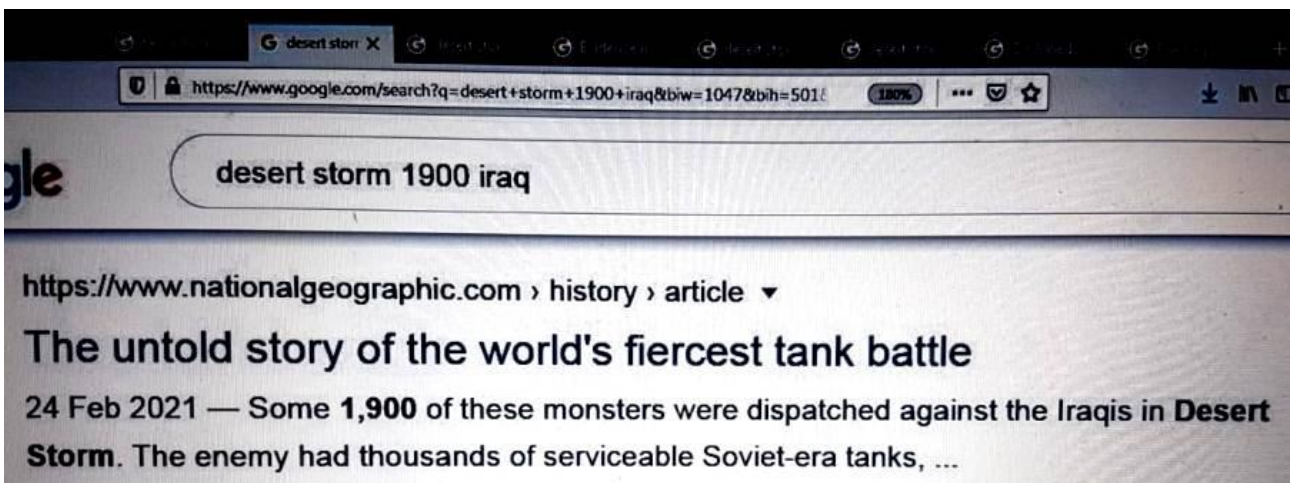 desert storr
https://www.google.com/search?q=desert+storm+1900+iraq&biw=1047&bih=501&
180%
gle
desert storm 1900 iraq
https://www.nationalgeographic.com › history › article
The untold story of the world's fiercest tank battle
24 Feb 2021 — Some 1,900 of these monsters were dispatched against the Iraqis in Desert
Storm. The enemy had thousands of serviceable Soviet-era tanks, ...